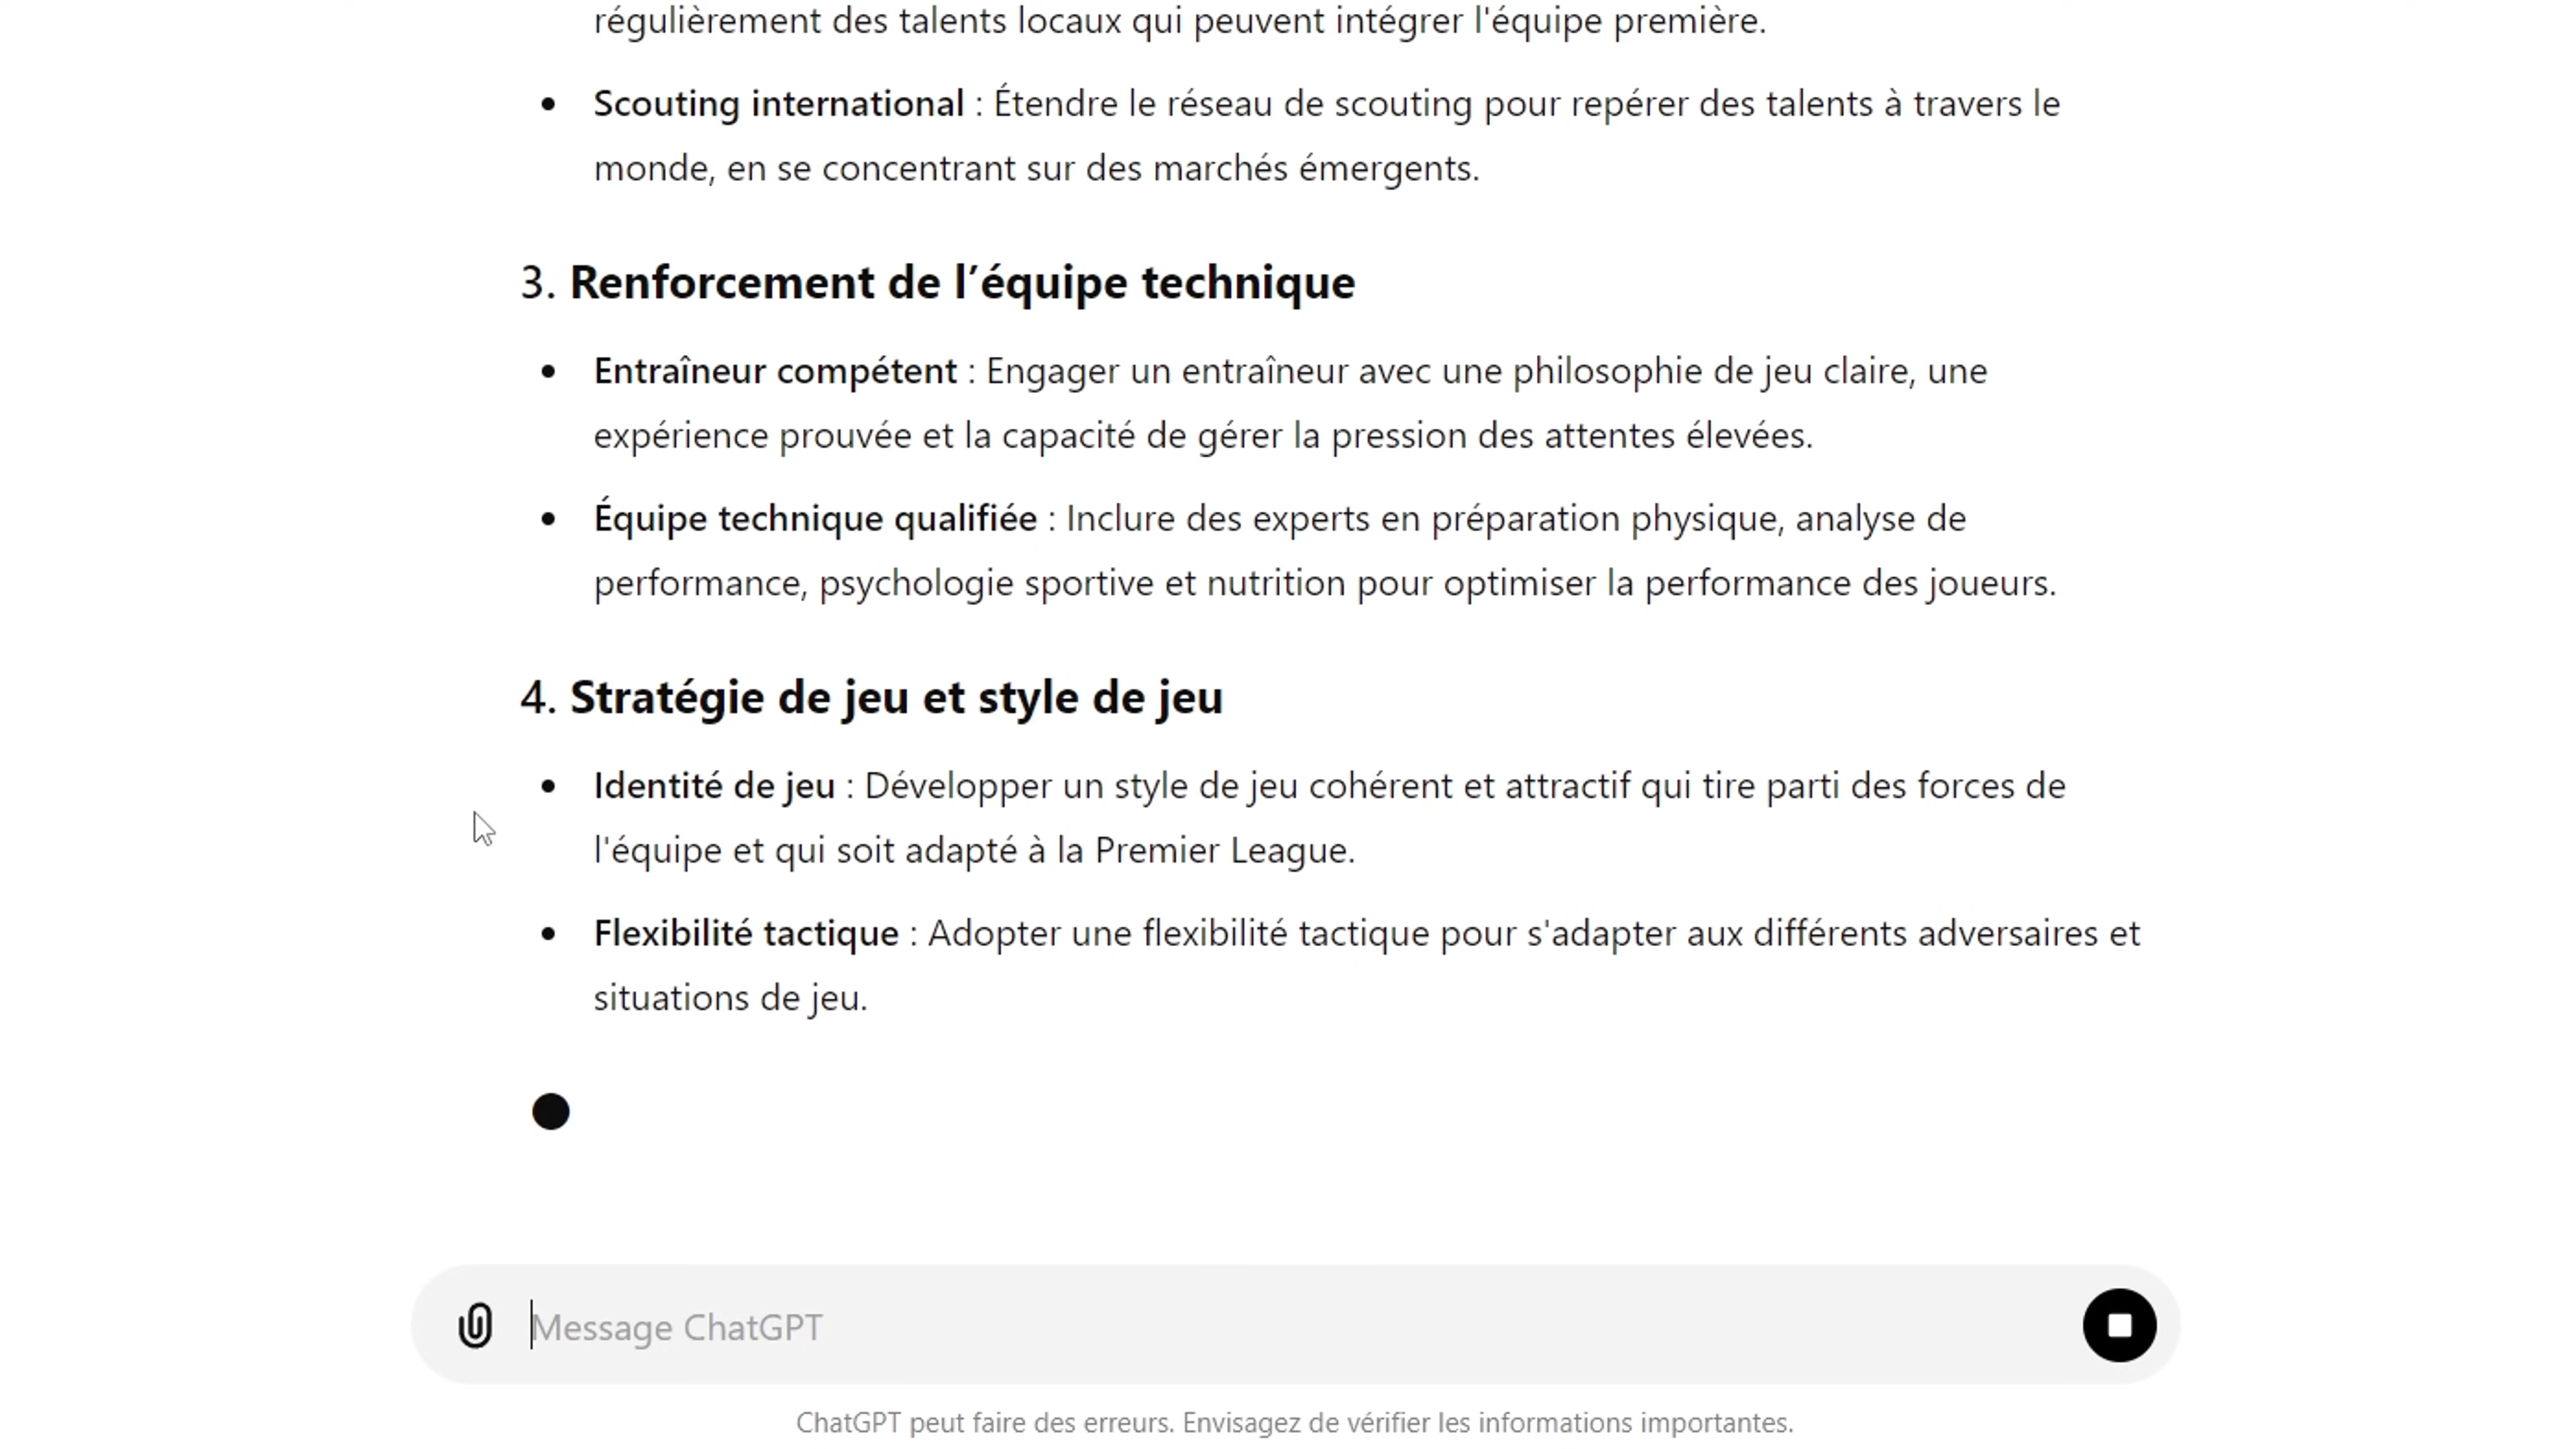 régulièrement des talents locaux qui peuvent intégrer l'équipe première.
• Scouting international : Étendre le réseau de scouting pour repérer des talents à travers le
monde, en se concentrant sur des marchés émergents.
3. Renforcement de l’équipe technique
• Entraîneur compétent : Engager un entraîneur avec une philosophie de jeu claire, une
expérience prouvée et la capacité de gérer la pression des attentes élevées.
• Équipe technique qualifiée : Inclure des experts en préparation physique, analyse de
performance, psychologie sportive et nutrition pour optimiser la performance des joueurs.
4. Stratégie de jeu et style de jeu
• Identité de jeu : Développer un style de jeu cohérent et attractif qui tire parti des forces de
l'équipe et qui soit adapté à la Premier League.
• Flexibilité tactique : Adopter une flexibilité tactique pour s'adapter aux différents adversaires et
situations de jeu.
Message ChatGPT
ChatGPT peut faire des erreurs. Envisagez de vérifier les informations importantes.